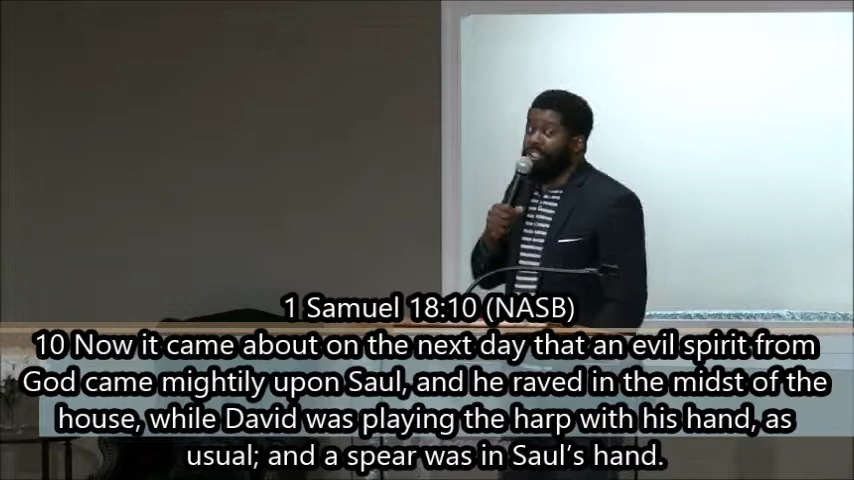 1 Samuel 18:10 (NASB)
10 Now it came about on the next day that an evil spirit from
God came mightily upon Saul, and he raved in the midst of the
house, while David was playing the harp with his hand, as
usual; and a spear was in Saul's hand.